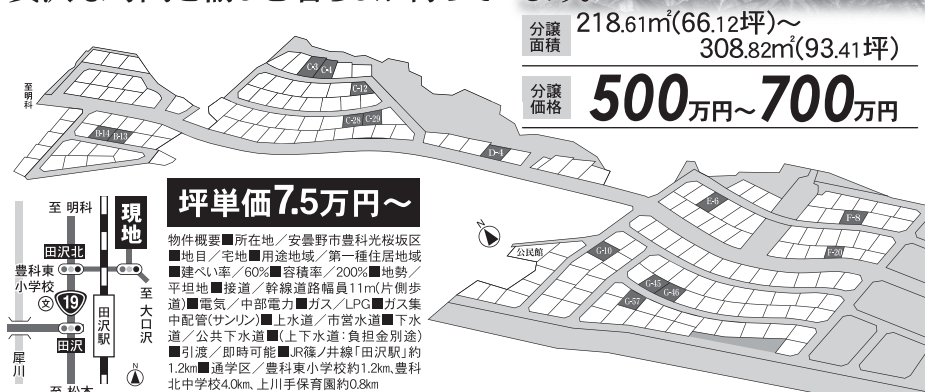 分譲面積 218.61㎡(66.12坪)〜
308.82㎡(93.41坪)
分譲価格 500万円〜700万円
至明科
C-3 C-4
C-12
C-28 C-29
B-14 B-13
D-4
E-6
F-8
F-20
G-10
G-45
G-46
G-57
公民館
N
坪単価7.5万円〜
物件概要■所在地／安曇野市豊科光桜坂区
■地目／宅地■用途地域／第一種住居地域
■建ぺい率／60%■容積率／200%■地勢／
平坦地■接道／幹線道路幅員11m(片側歩
道)■電気／中部電力■ガス／LPG■ガス集
中配管(サンリン)■上水道／市営水道■下水
道／公共下水道■(上下水道：負担金別途)
■引渡／即時可能■JR篠ノ井線「田沢駅」約
1.2km■通学区／豊科東小学校約1.2km、豊科
北中学校4.0km、上川手保育園約0.8km
至 明科
現地
田沢北
豊科東
小学校
文
19
田沢駅
至 大口沢
田沢
犀川
N
至 松本